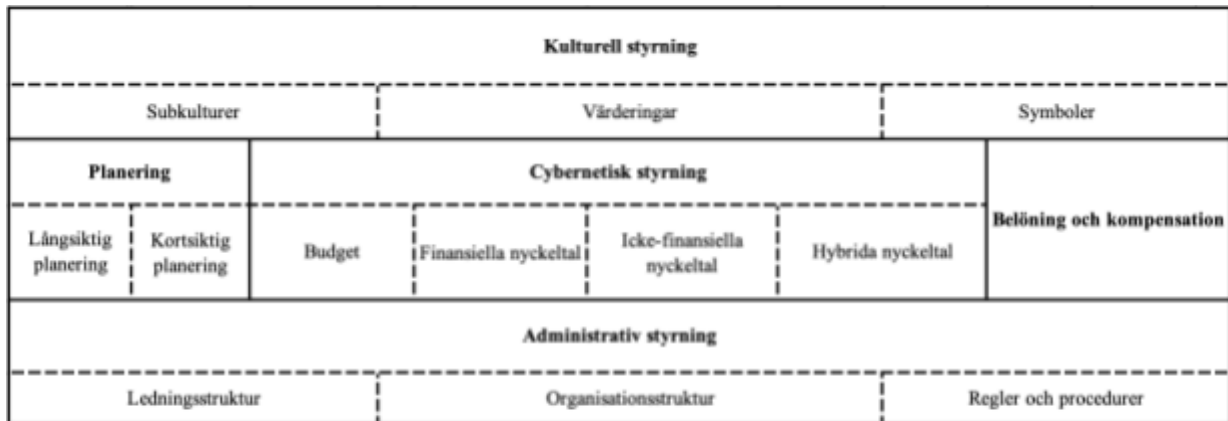 Kulturell styrning
Subkulturer
Värderingar
Symboler
Planering
Cybernetisk styrning
Belöning och kompensation
Långsiktig
planering
Kortsiktig
planering
Budget
Finansiella nyckeltal
Icke-finansiella
nyckeltal
Hybrida nyckeltal
Administrativ styrning
Ledningsstruktur
Organisationsstruktur
Regler och procedurer